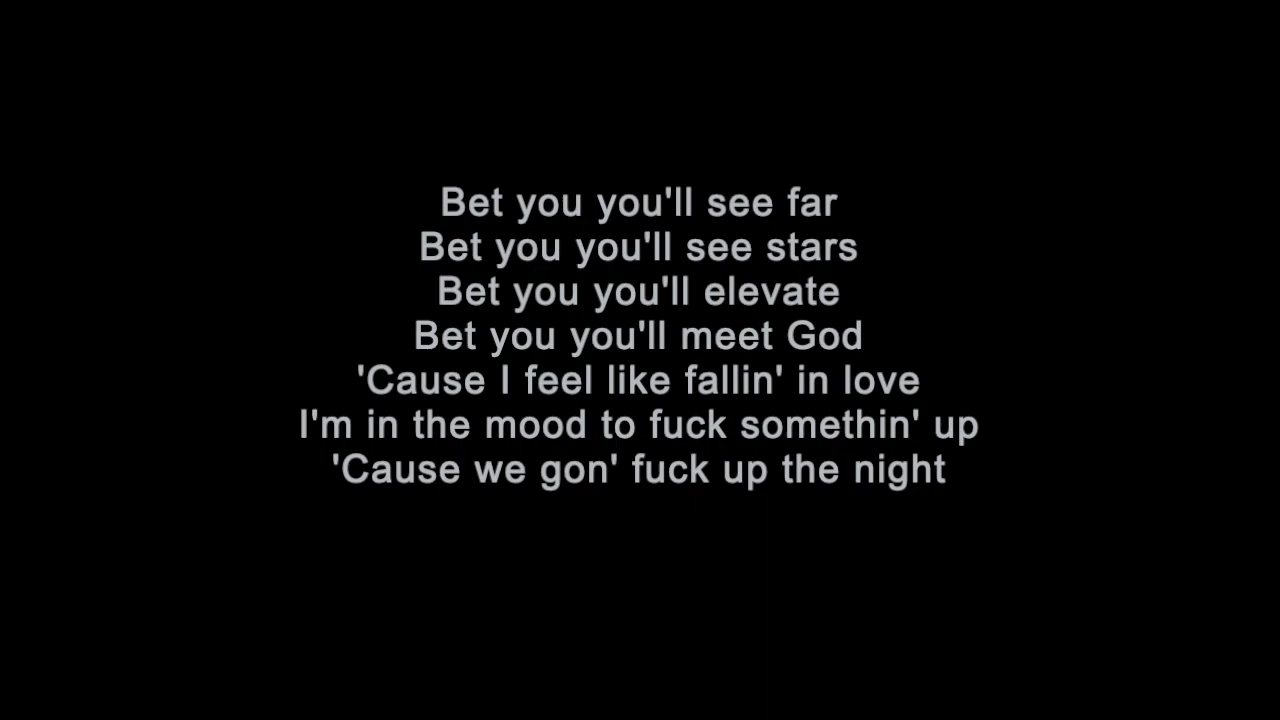 Bet you you'll see far
Bet you you'll see stars
Bet you you'll elevate
Bet you you'll meet God
'Cause I feel like fallin' in love
I'm in the mood to fuck somethin' up
'Cause we gon' fuck up the night